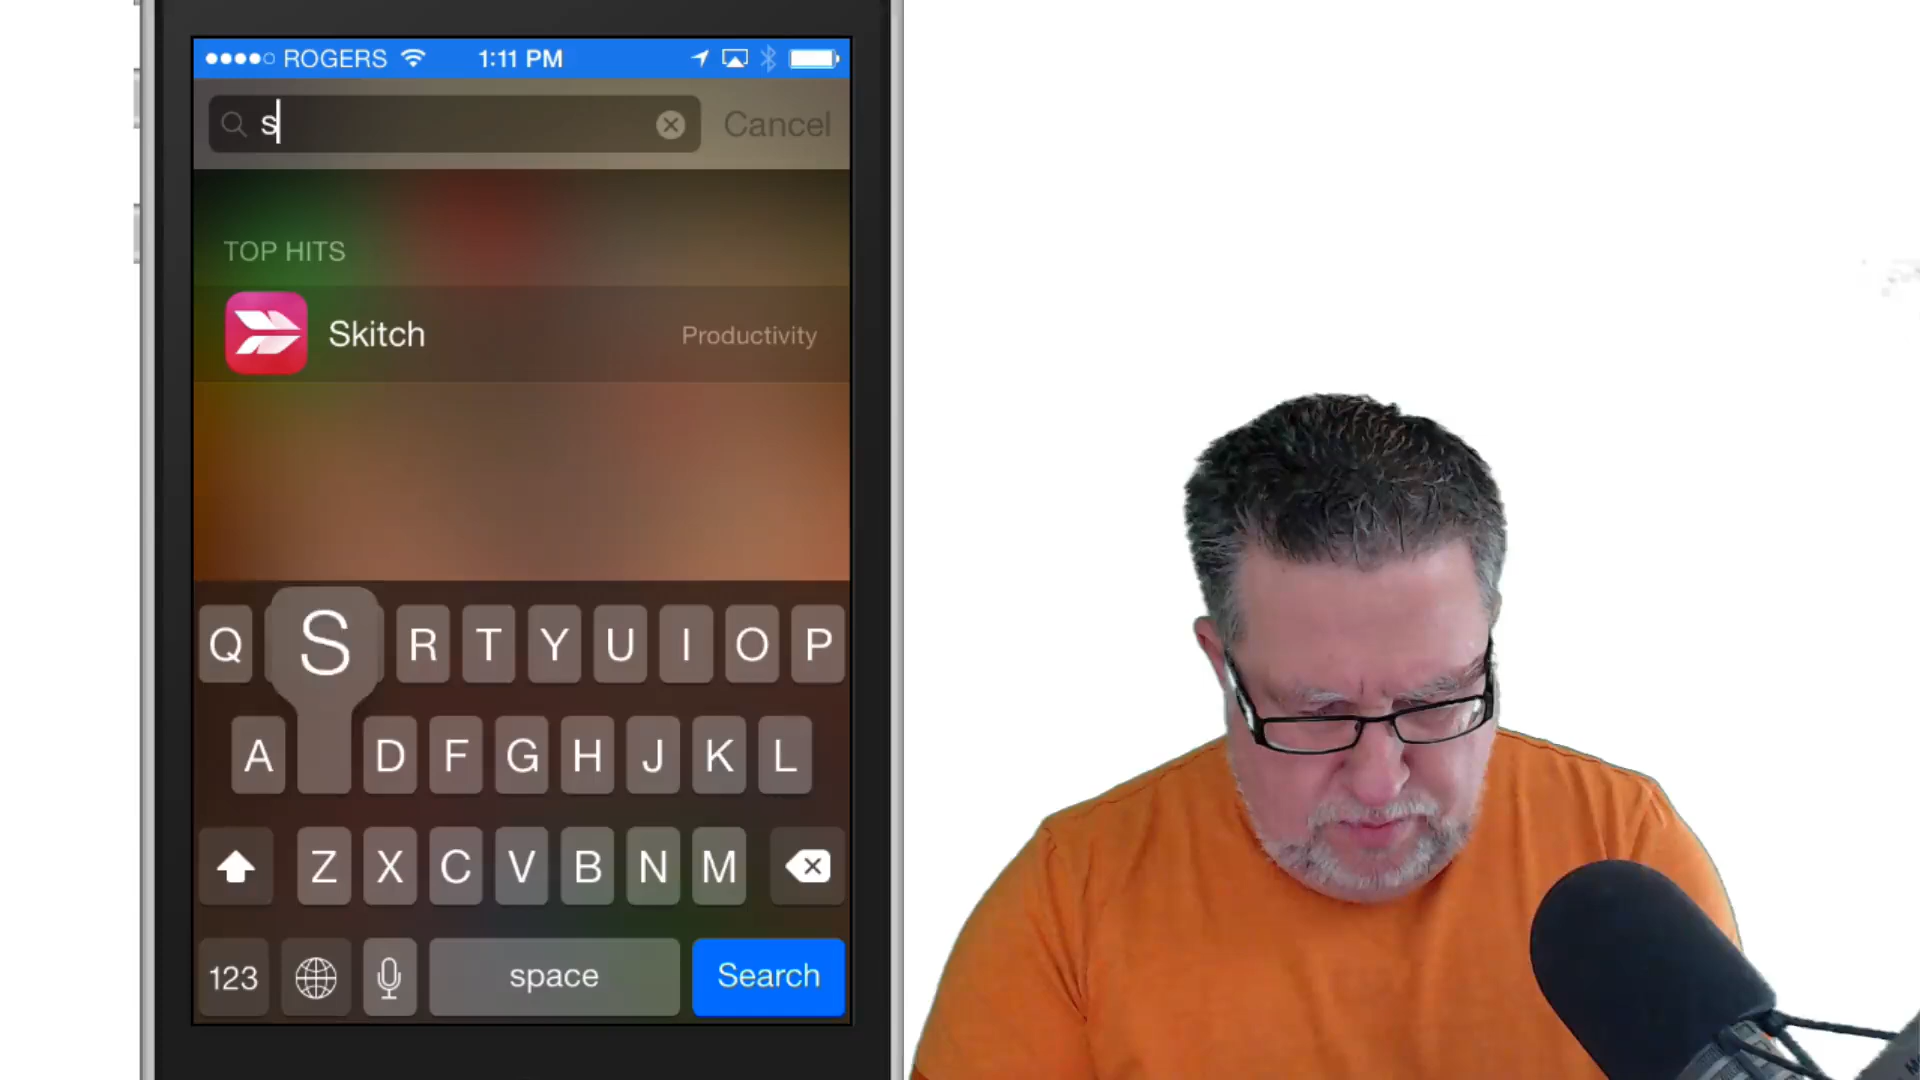 ROGERS 1:11 PM
s Cancel
TOP HITS
Skitch Productivity
Q S R T Y U I O P
A D F G H J K L
Z X C V B N M
123 space Search